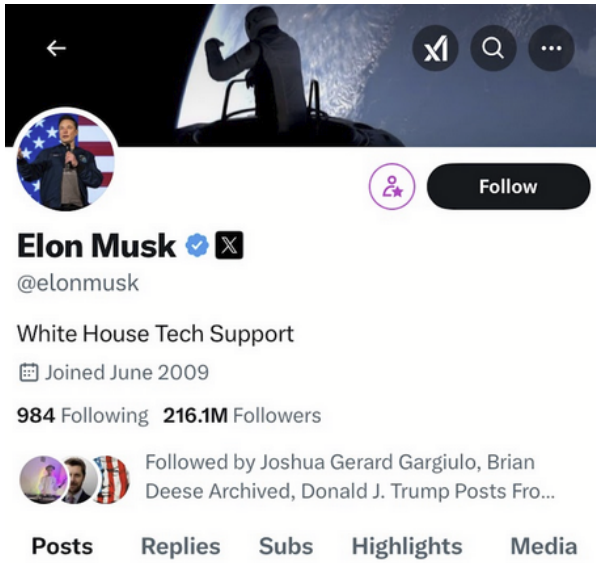 Follow
Elon Musk
@elonmusk
White House Tech Support
Joined June 2009
984 Following 216.1M Followers
Followed by Joshua Gerard Gargiulo, Brian
Deese Archived, Donald J. Trump Posts Fro...
Posts Replies Subs Highlights Media